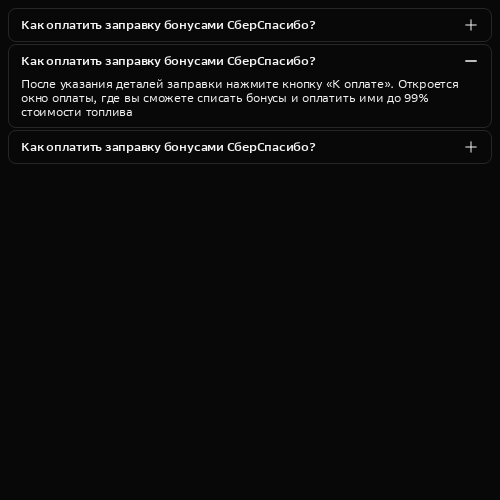 Как оплатить заправку бонусами СберСпасибо?
Как оплатить заправку бонусами СберСпасибо?
После указания деталей заправки нажмите кнопку «К оплате». Откроется
окно оплаты, где вы сможете списать бонусы и оплатить ими до 99%
стоимости топлива
Как оплатить заправку бонусами СберСпасибо?